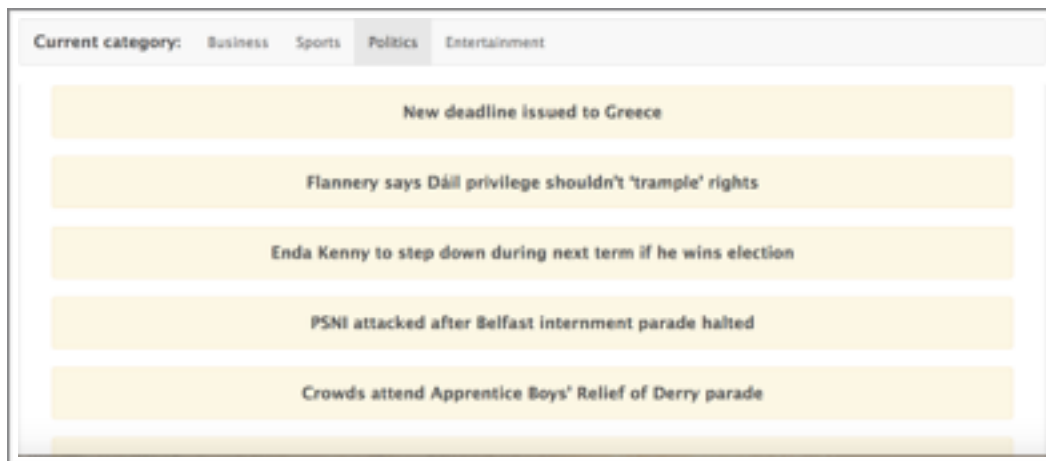 Current category: Business Sports Politics Entertainment
New deadline issued to Greece
Flannery says Dáil privilege shouldn't 'trample' rights
Enda Kenny to step down during next term if he wins election
PSNI attacked after Belfast internment parade halted
Crowds attend Apprentice Boys' Relief of Derry parade